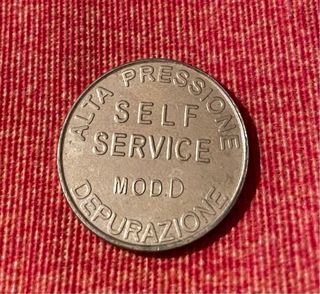 ALTA PRESSIONE
SELF
SERVICE
MOD.D
DEPURAZIONE